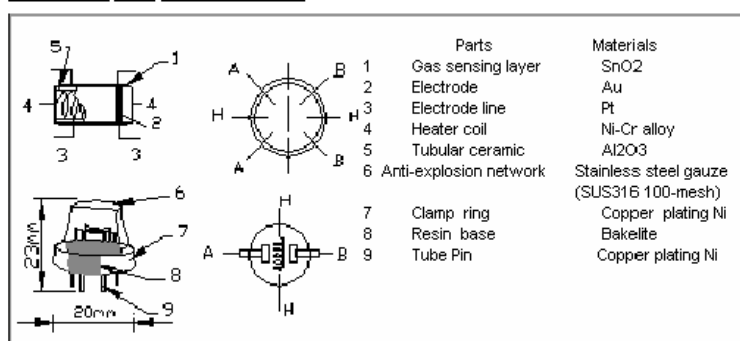 Parts Materials
1 Gas sensing layer SnO2
2 Electrode Au
3 Electrode line Pt
4 Heater coil Ni-Cr alloy
5 Tubular ceramic Al2O3
6 Anti-explosion network Stainless steel gauze
(SUS316 100-mesh)
7 Clamp ring Copper plating Ni
8 Resin base Bakelite
9 Tube Pin Copper plating Ni
5
1
4
4
2
3
3
A
B
H
H
A
B
6
7
8
9
23mm
20mm
H
A
B
H